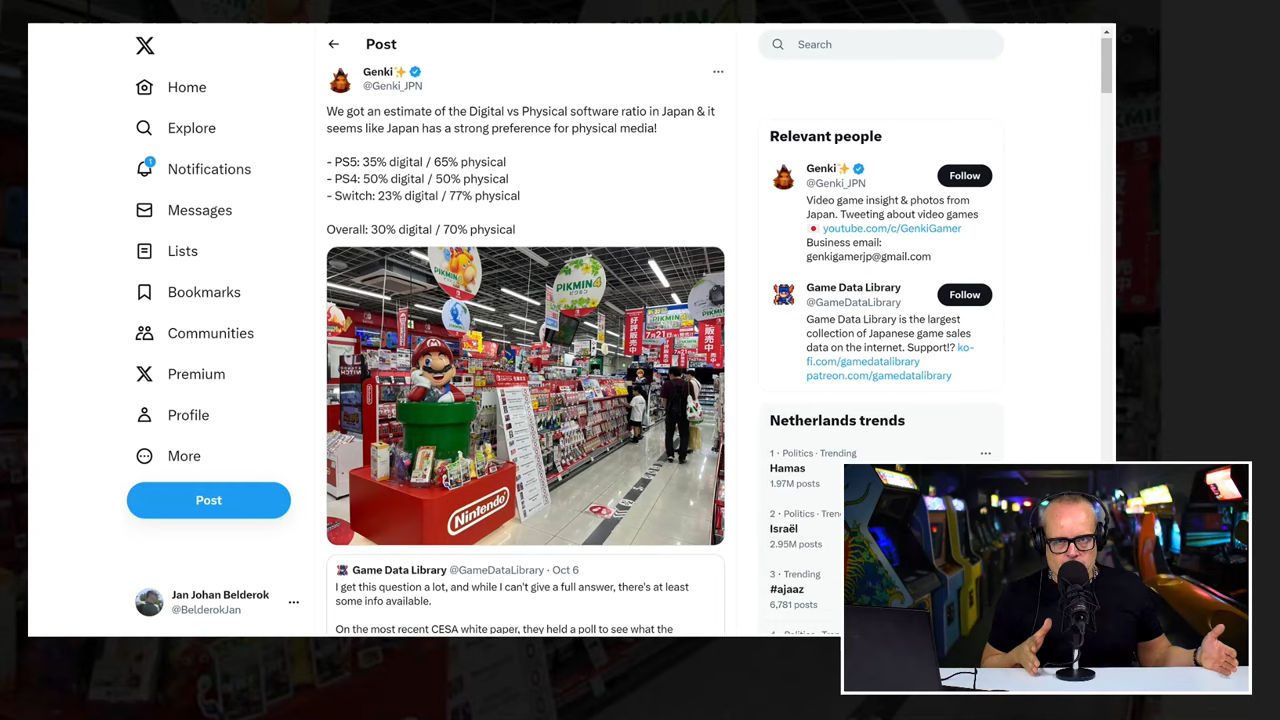 Home
Explore
1
Notifications
Messages
Lists
Bookmarks
Communities
Premium
Profile
More
Post
Jan Johan Belderok
@BelderokJan
Post
Genki✨
@Genki_JPN
We got an estimate of the Digital vs Physical software ratio in Japan & it
seems like Japan has a strong preference for physical media!
- PS5: 35% digital / 65% physical
- PS4: 50% digital / 50% physical
- Switch: 23% digital / 77% physical
Overall: 30% digital / 70% physical
PIKMIN 4
Nintendo
Game Data Library @GameDataLibrary · Oct 6
I get this question a lot, and while I can't give a full answer, there's at least
some info available.
On the most recent CESA white paper, they held a poll to see what the
Search
Relevant people
Genki✨
@Genki_JPN
Follow
Video game insight & photos from
Japan. Tweeting about video games
🇯🇵 youtube.com/c/GenkiGamer
Business email:
genkigamerjp@gmail.com
Game Data Library
@GameDataLibrary
Follow
Game Data Library is the largest
collection of Japanese game sales
data on the internet. Support!? ko-
fi.com/gamedatalibrary
patreon.com/gamedatalibrary
Netherlands trends
1 · Politics · Trending
Hamas
1.97M posts
2 · Politics · Tren
Israël
2.95M posts
3 · Trending
#ajaaz
6,781 posts